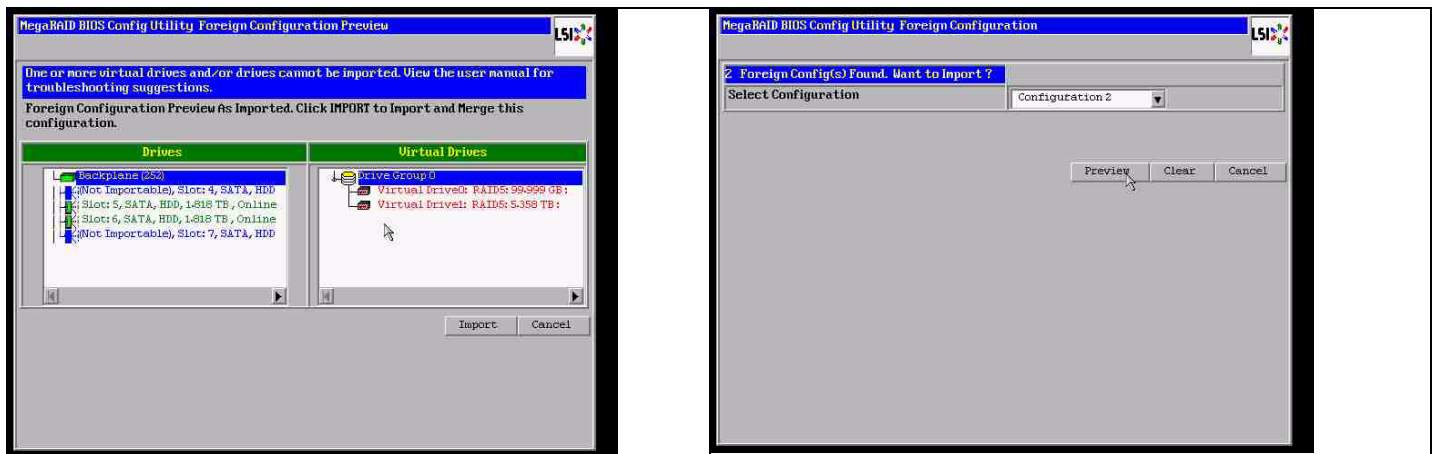 MegaRAID BIOS Config Utility Foreign Configuration Preview
LSI
One or more virtual drives and/or drives cannot be imported. View the user manual for
troubleshooting suggestions.
Foreign Configuration Preview As Imported. Click IMPORT to Import and Merge this
configuration.
Drives
Virtual Drives
Backplane (252)
(Not Importable), Slot: 4, SATA, HDD
Slot: 5, SATA, HDD, 1.818 TB, Online
Slot: 6, SATA, HDD, 1.818 TB, Online
(Not Importable), Slot: 7, SATA, HDD
Drive Group 0
Virtual Drive0: RAID5: 99.999 GB:
Virtual Drive1: RAID5: 5.358 TB:
Import
Cancel
MegaRAID BIOS Config Utility Foreign Configuration
LSI
2 Foreign Config(s) Found. Want to Import ?
Select Configuration
Configuration 2
Preview
Clear
Cancel